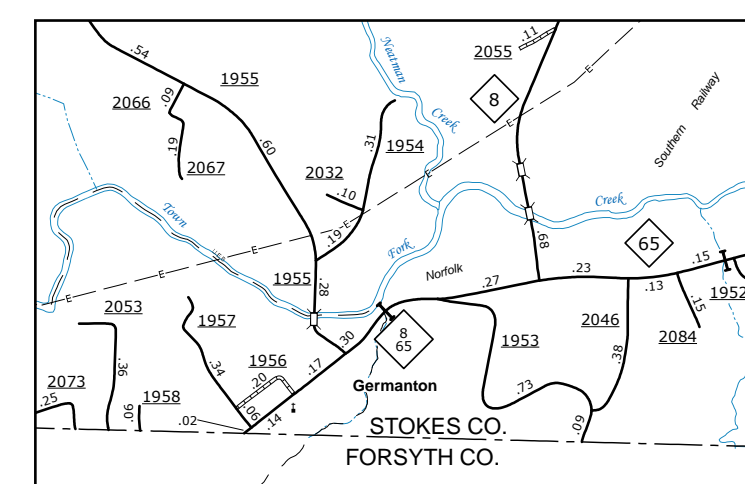 .54
1955
2066
.09
.19
2067
.60
2032
.10
.31
1954
.19
Neatman
Creek
2055
.11
8
E
E
E
E
E
E
E
Southern Railway
Town
Fork
Creek
65
.68
Norfolk
.27
.23
.13
.15
1952
.15
2084
1955
.28
2053
1957
.34
.36
1956
.20
.17
.30
8
65
1953
2046
.38
.73
.09
2073
.25
1958
.06
.02
.06
.14
Germanton
STOKES CO.
FORSYTH CO.